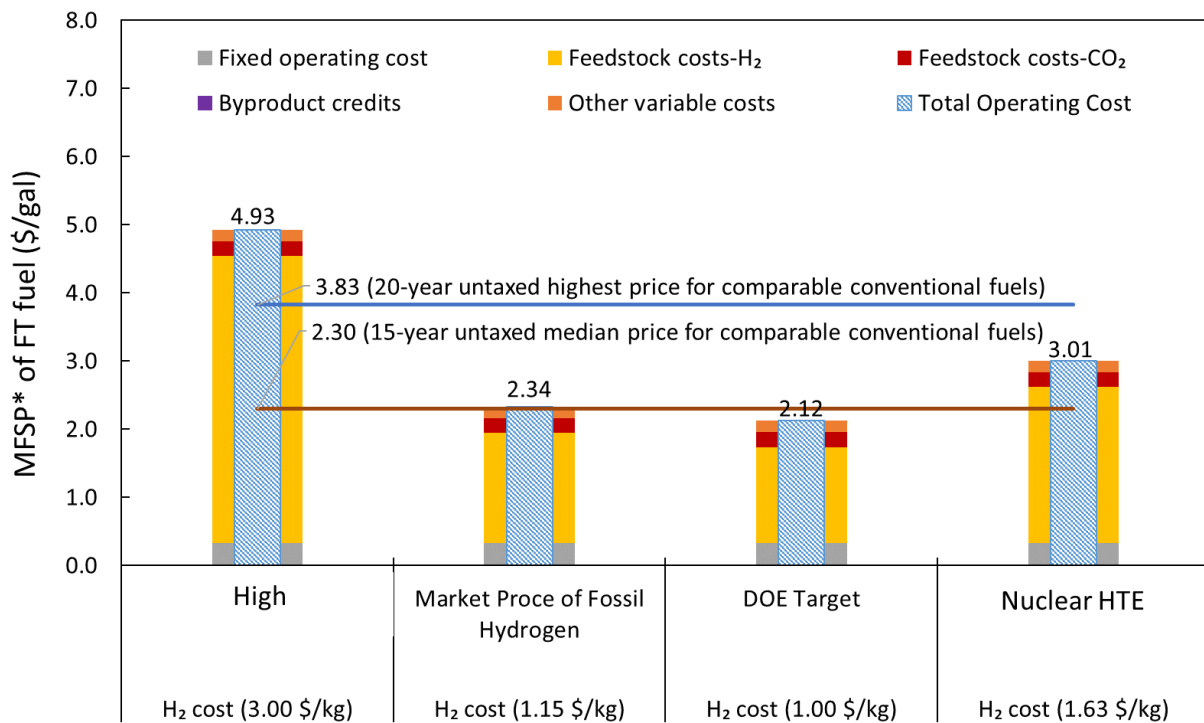 MFSP* of FT fuel ($/gal)
8.0
7.0
6.0
5.0
4.0
3.0
2.0
1.0
0.0
Fixed operating cost
Feedstock costs-H₂
Feedstock costs-CO₂
Byproduct credits
Other variable costs
Total Operating Cost
4.93
3.83 (20-year untaxed highest price for comparable conventional fuels)
2.30 (15-year untaxed median price for comparable conventional fuels)
2.34
2.12
3.01
High
Market Proce of Fossil
Hydrogen
DOE Target
Nuclear HTE
H₂ cost (3.00 $/kg)
H₂ cost (1.15 $/kg)
H₂ cost (1.00 $/kg)
H₂ cost (1.63 $/kg)